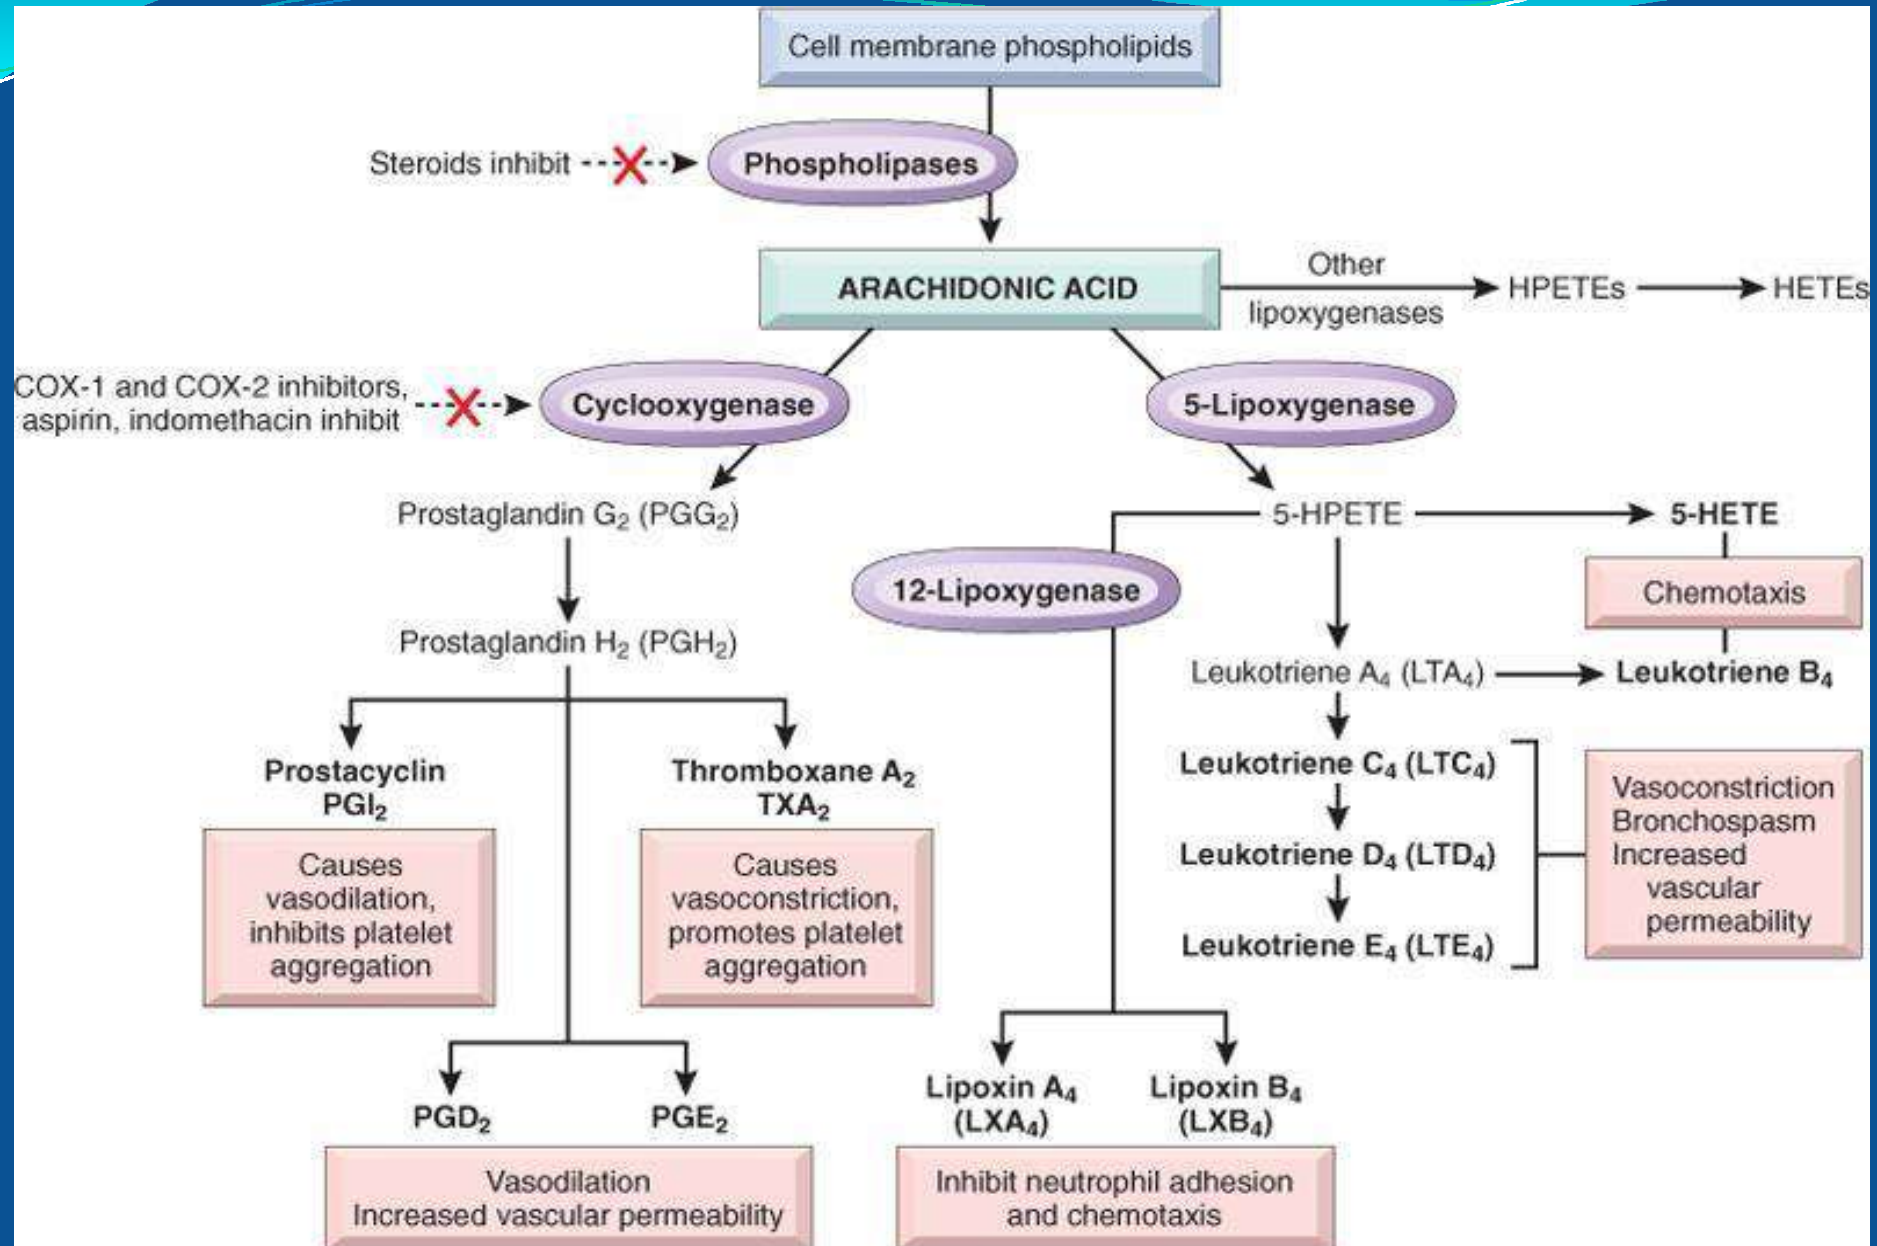 Cell membrane phospholipids
Steroids inhibit
Phospholipases
ARACHIDONIC ACID
Other
lipoxygenases
HPETEs
HETEs
COX-1 and COX-2 inhibitors,
aspirin, indomethacin inhibit
Cyclooxygenase
5-Lipoxygenase
Prostaglandin G₂ (PGG₂)
5-HPETE
5-HETE
12-Lipoxygenase
Chemotaxis
Prostaglandin H₂ (PGH₂)
Leukotriene A₄ (LTA₄)
Leukotriene B₄
Prostacyclin
PGI₂
Thromboxane A₂
TXA₂
Leukotriene C₄ (LTC₄)
Leukotriene D₄ (LTD₄)
Leukotriene E₄ (LTE₄)
Vasoconstriction
Bronchospasm
Increased
vascular
permeability
Causes
vasodilation,
inhibits platelet
aggregation
Causes
vasoconstriction,
promotes platelet
aggregation
PGD₂
PGE₂
Lipoxin A₄
(LXA₄)
Lipoxin B₄
(LXB₄)
Vasodilation
Increased vascular permeability
Inhibit neutrophil adhesion
and chemotaxis